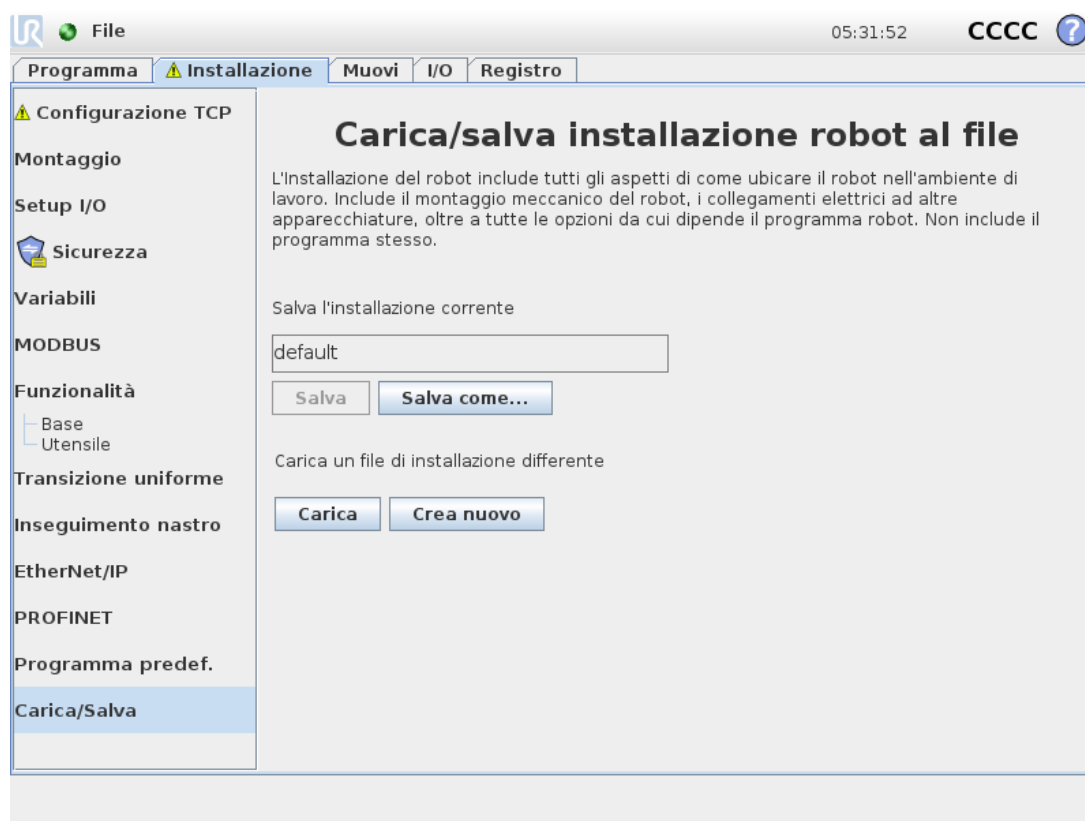 File 05:31:52 CCCC ?
Programma Installazione Muovi I/O Registro
Configurazione TCP
Montaggio
Setup I/O
Sicurezza
Variabili
MODBUS
Funzionalità
Base
Utensile
Transizione uniforme
Inseguimento nastro
EtherNet/IP
PROFINET
Programma predef.
Carica/Salva
Carica/salva installazione robot al file
L'Installazione del robot include tutti gli aspetti di come ubicare il robot nell'ambiente di
lavoro. Include il montaggio meccanico del robot, i collegamenti elettrici ad altre
apparecchiature, oltre a tutte le opzioni da cui dipende il programma robot. Non include il
programma stesso.
Salva l'installazione corrente
default
Salva Salva come...
Carica un file di installazione differente
Carica Crea nuovo